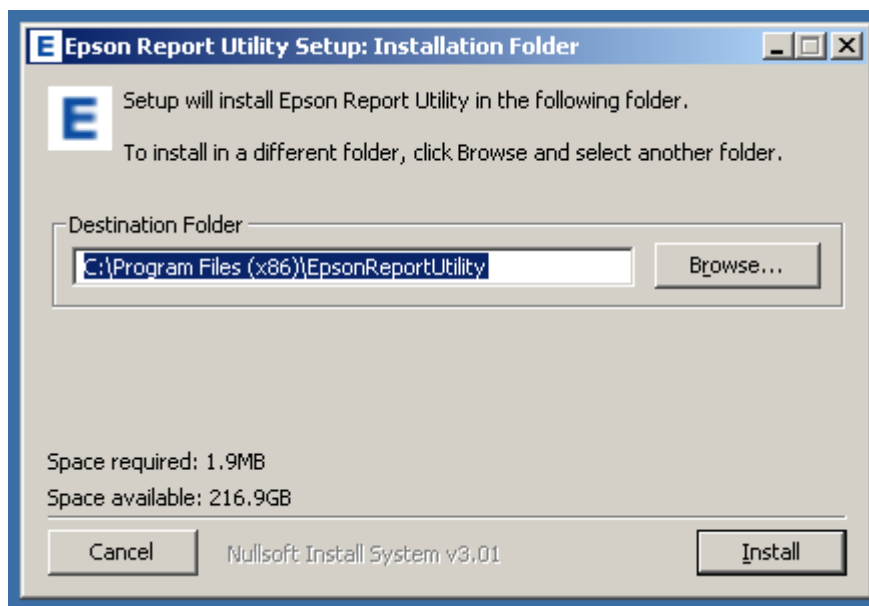 E Epson Report Utility Setup: Installation Folder
E
Setup will install Epson Report Utility in the following folder.
To install in a different folder, click Browse and select another folder.
Destination Folder
C:\Program Files (x86)\EpsonReportUtility
Browse...
Space required: 1.9MB
Space available: 216.9GB
Cancel
Nullsoft Install System v3.01
Install